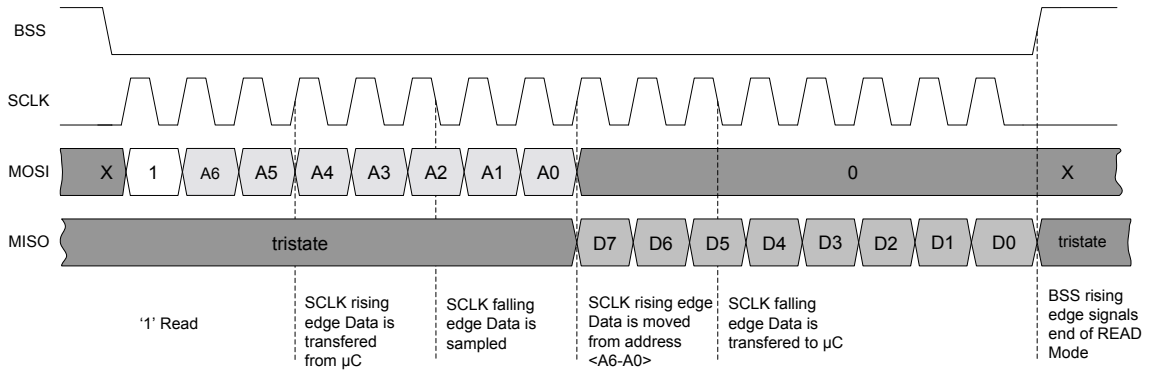 BSS
SCLK
MOSI X 1 A6 A5 A4 A3 A2 A1 A0 0 X
MISO tristate D7 D6 D5 D4 D3 D2 D1 D0 tristate
‘1’ Read
SCLK rising
edge Data is
transfered
from µC
SCLK falling
edge Data is
sampled
SCLK rising edge
Data is moved
from address
<A6-A0>
SCLK falling
edge Data is
transfered to µC
BSS rising
edge signals
end of READ
Mode